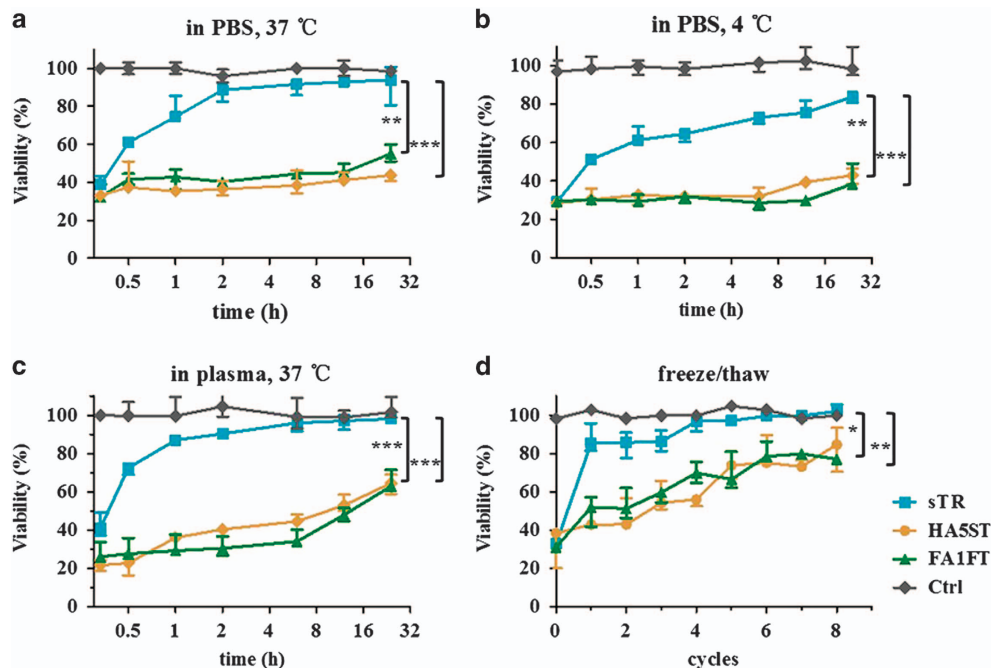 a
in PBS, 37 ℃
Viability (%)
120
100
80
60
40
20
0
0.5 1 2 4 8 16 32
time (h)
**
***
b
in PBS, 4 ℃
Viability (%)
120
100
80
60
40
20
0
0.5 1 2 4 8 16 32
time (h)
**
***
c
in plasma, 37 ℃
Viability (%)
120
100
80
60
40
20
0
0.5 1 2 4 8 16 32
time (h)
***
***
d
freeze/thaw
Viability (%)
120
100
80
60
40
20
0
0 2 4 6 8
cycles
*
**
sTR
HA5ST
FA1FT
Ctrl